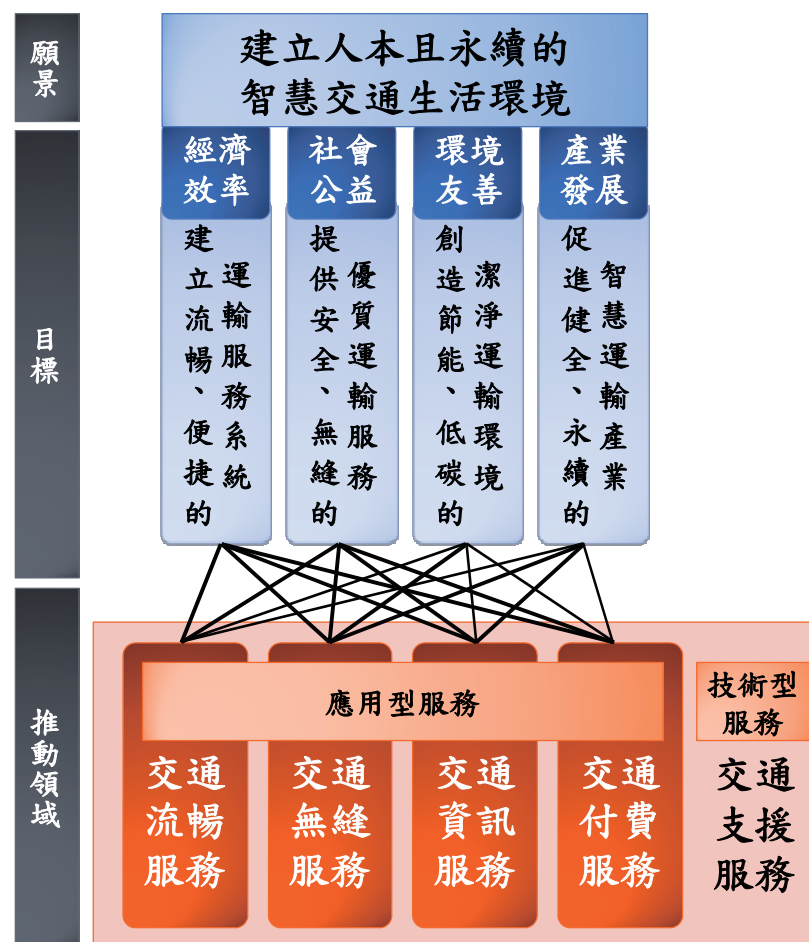 願景
建立人本且永續的
智慧交通生活環境
目標
經濟
效率
建立流暢、便捷的
運輸服務系統
社會
公益
提供安全、無縫的
優質運輸服務
環境
友善
創造節能、低碳的
潔淨運輸環境
產業
發展
促進健全、永續的
智慧運輸產業
推動領域
應用型服務
交通
流暢
服務
交通
無縫
服務
交通
資訊
服務
交通
付費
服務
技術型
服務
交通
支援
服務